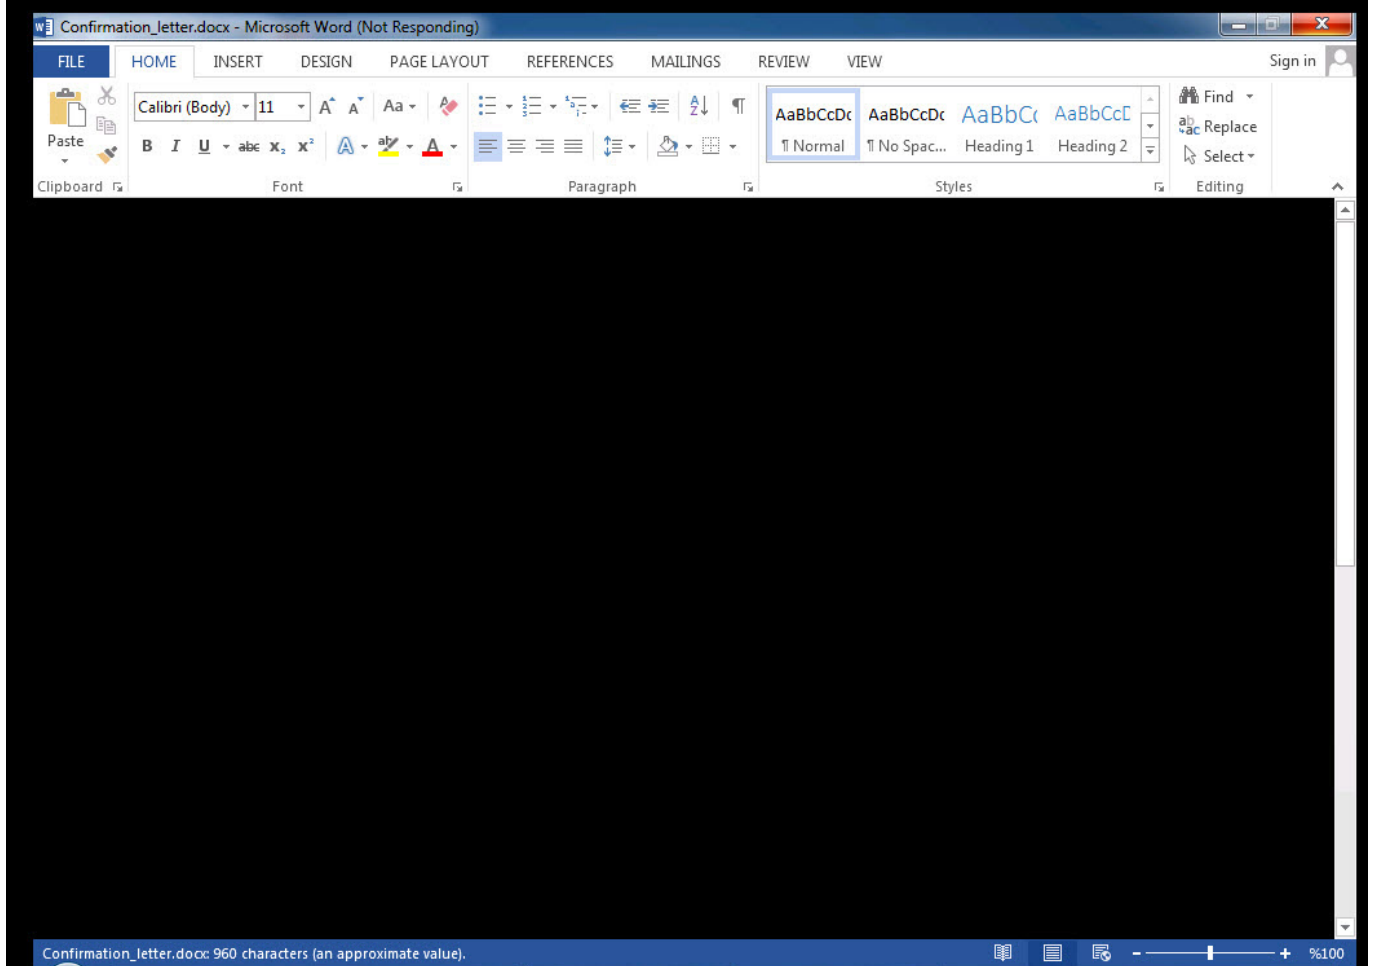 Confirmation_letter.docx - Microsoft Word (Not Responding)
FILE HOME INSERT DESIGN PAGE LAYOUT REFERENCES MAILINGS REVIEW VIEW Sign in
Paste
Calibri (Body) 11 A A Aa
B I U abc x₂ x² A aby A
A Z
¶
AaBbCcDc AaBbCcDc AaBbC AaBbCcD
¶ Normal ¶ No Spac... Heading 1 Heading 2
Find
Replace
Select
Clipboard Font Paragraph Styles Editing
Confirmation_letter.docx: 960 characters (an approximate value). - + %100